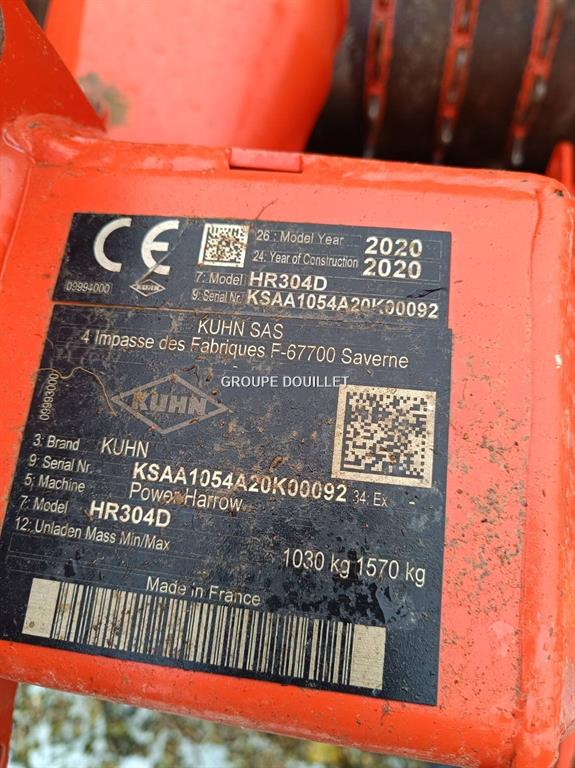 CE
26 : Model Year 2020
24: Year of Construction 2020
7: Model HR304D
9: Serial Nr. KSAA1054A20K00092
09994000
KUHN
KUHN SAS
4 Impasse des Fabriques F-67700 Saverne
-
GROUPE DOUILLET
09993000
KUHN
3: Brand KUHN
9: Serial Nr. KSAA1054A20K00092 34: Ex -
5: Machine Power Harrow
7: Model HR304D
12: Unladen Mass Min/Max
1030 kg 1570 kg
Made in France